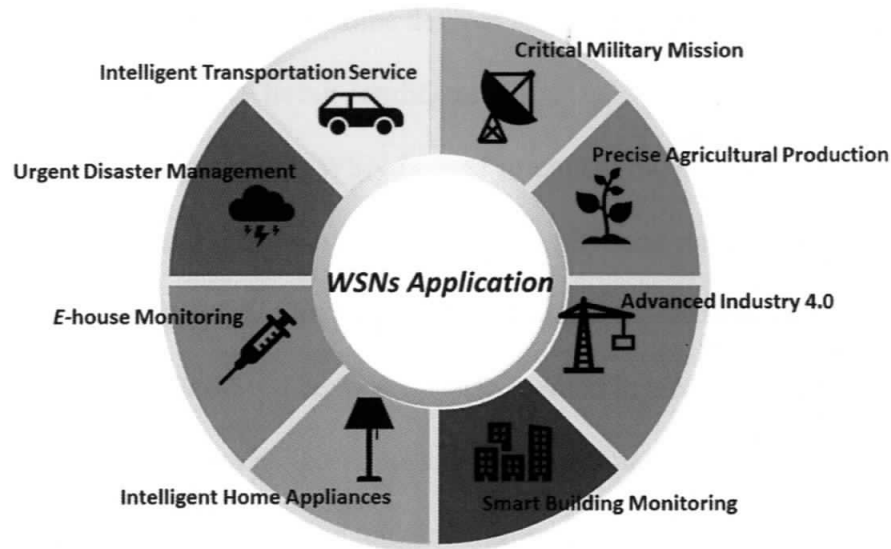 Critical Military Mission
Intelligent Transportation Service
Precise Agricultural Production
Urgent Disaster Management
WSNs Application
Advanced Industry 4.0
E-house Monitoring
Intelligent Home Appliances
Smart Building Monitoring